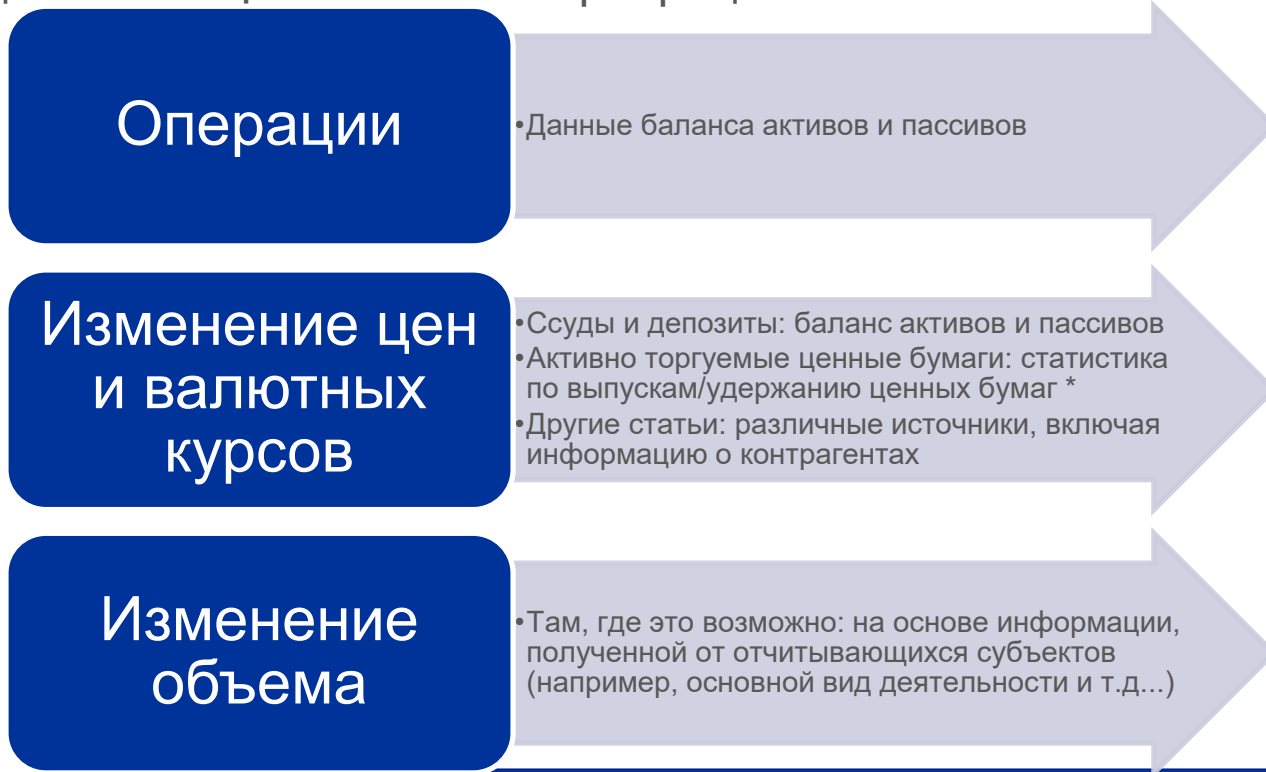 Операции
•Данные баланса активов и пассивов
Изменение цен
и валютных
курсов
•Ссуды и депозиты: баланс активов и пассивов
•Активно торгуемые ценные бумаги: статистика
по выпускам/удержанию ценных бумаг *
•Другие статьи: различные источники, включая
информацию о контрагентах
Изменение
объема
•Там, где это возможно: на основе информации,
полученной от отчитывающихся субъектов
(например, основной вид деятельности и т.д...)